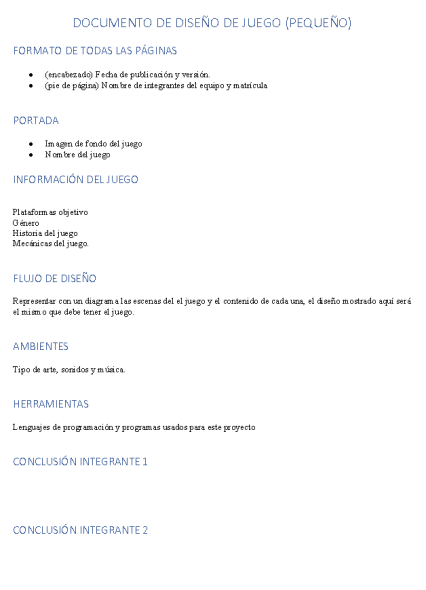 DOCUMENTO DE DISEÑO DE JUEGO (PEQUEÑO)
FORMATO DE TODAS LAS PÁGINAS
● (encabezado) Fecha de publicación y versión.
● (pie de página) Nombre de integrantes del equipo y matrícula
PORTADA
● Imagen de fondo del juego
● Nombre del juego
INFORMACIÓN DEL JUEGO
Plataformas objetivo
Género
Historia del juego
Mecánicas del juego.
FLUJO DE DISEÑO
Representar con un diagrama las escenas del el juego y el contenido de cada una, el diseño mostrado aquí será
el mismo que debe tener el juego.
AMBIENTES
Tipo de arte, sonidos y música.
HERRAMIENTAS
Lenguajes de programación y programas usados para este proyecto
CONCLUSIÓN INTEGRANTE 1
CONCLUSIÓN INTEGRANTE 2